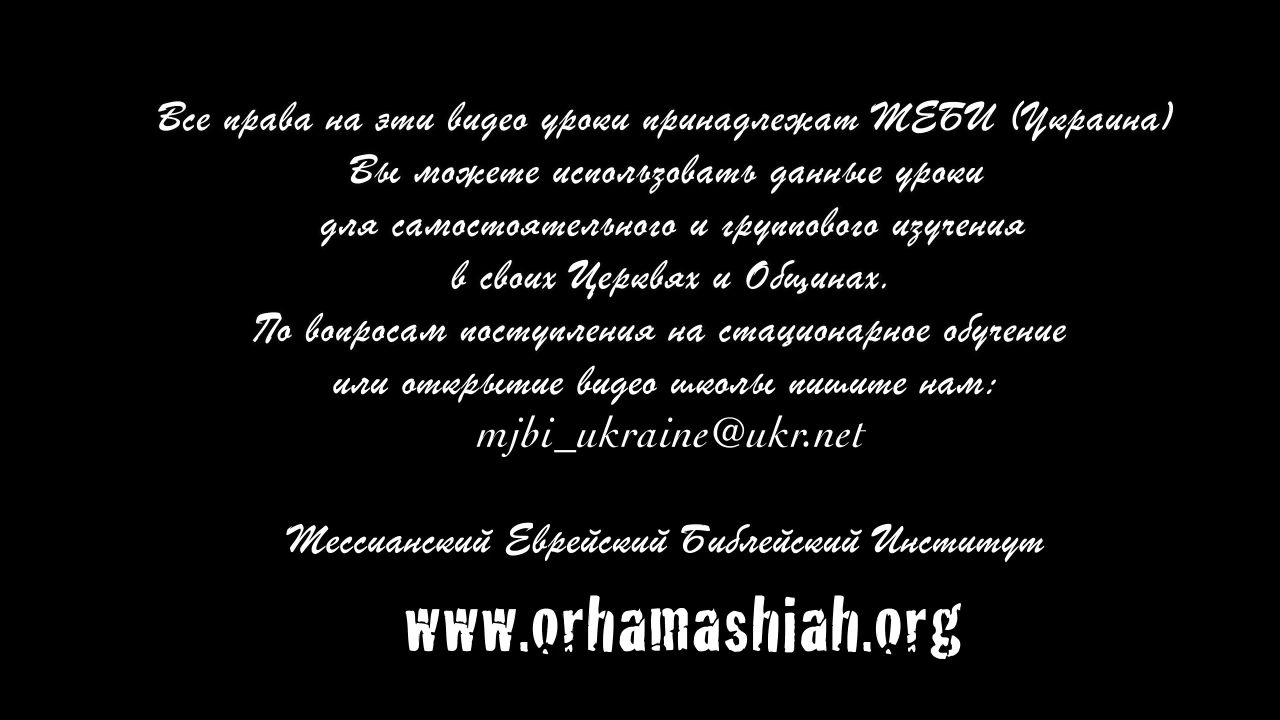 Все права на эти видео уроки принадлежат МЕБИ (Украина)
Вы можете использовать данные уроки
для самостоятельного и группового изучения
в своих Церквях и Общинах.
По вопросам поступления на стационарное обучение
или открытие видео школы пишите нам:
mjbi_ukraine@ukr.net
Мессианский Еврейский Библейский Институт
www.orhamashiah.org